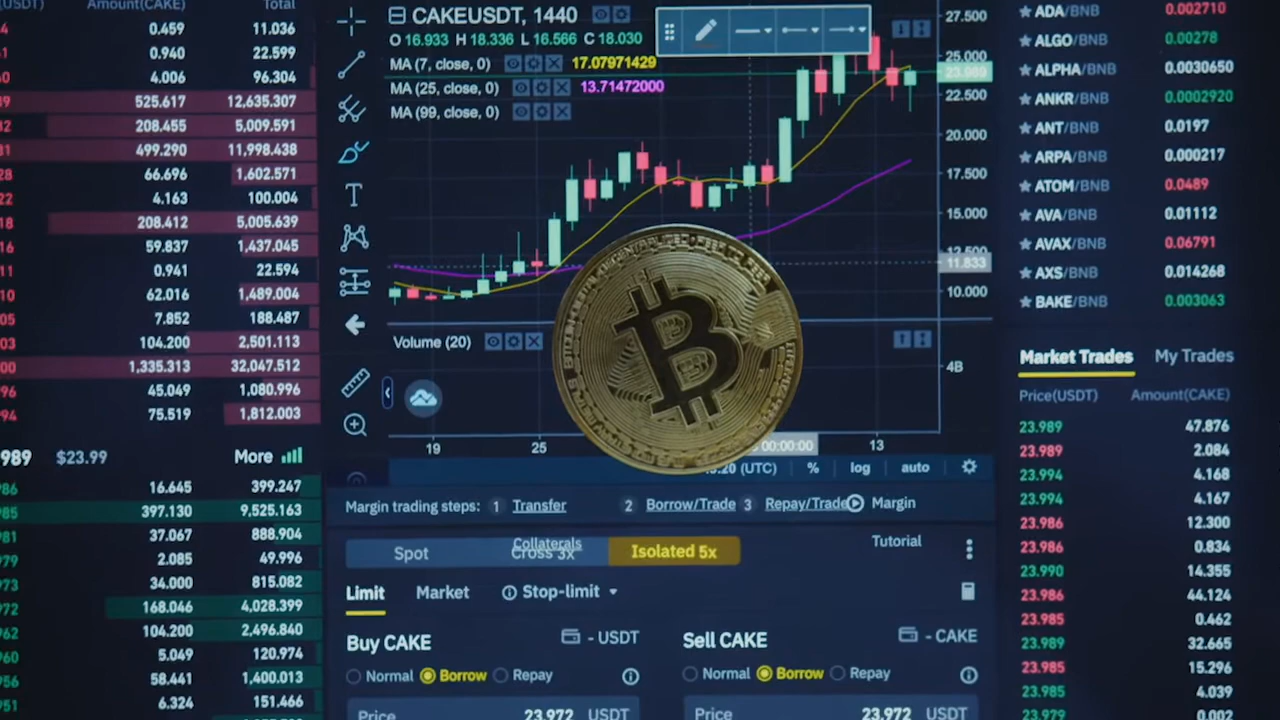 (USDT) Amount(CAKE) Total
0.459 11.036
0.940 22.599
4.006 96.304
525.617 12,635.307
208.455 5,009.591
499.290 11,998.438
66.696 1,602.571
4.163 100.004
208.412 5,005.639
59.837 1,437.045
0.941 22.594
62.016 1,489.004
7.852 188.487
104.200 2,501.113
1,335.313 32,047.512
45.049 1,080.996
75.519 1,812.003
989 $23.99 More
16.645 399.247
397.130 9,525.163
37.067 888.904
2.085 49.996
34.000 815.082
168.046 4,028.399
104.200 2,496.840
5.049 120.974
58.441 1,400.013
6.324 151.466
CAKEUSDT, 1440
O 16.933 H 18.336 L 16.566 C 18.030
MA (7, close, 0) 17.07971429
MA (25, close, 0) 13.71472000
MA (99, close, 0)
27.500
25.000
23.989
22.500
20.000
17.500
15.000
12.500
11.833
10.000
Volume (20)
4B
19 25 00:00:00 13
(UTC) % log auto
Margin trading steps: 1 Transfer 2 Borrow/Trade 3 Repay/Trade Margin
Collaterals Tutorial
Spot Cross 3x Isolated 5x
Limit Market Stop-limit
Buy CAKE - USDT Sell CAKE - CAKE
Normal Borrow Repay Normal Borrow Repay
Price 23.972 USDT Price 23.972 USDT
ADA/BNB 0.002710
ALGO/BNB 0.00278
ALPHA/BNB 0.0030650
ANKR/BNB 0.0002920
ANT/BNB 0.0197
ARPA/BNB 0.000217
ATOM/BNB 0.0489
AVA/BNB 0.01112
AVAX/BNB 0.06791
AXS/BNB 0.014268
BAKE/BNB 0.003063
Market Trades My Trades
Price(USDT) Amount(CAKE)
23.989 47.876
23.989 2.084
23.994 4.168
23.994 4.167
23.986 12.300
23.986 0.834
23.990 14.355
23.986 44.124
23.985 0.462
23.989 32.665
23.985 15.296
23.985 4.039
23.979 0.002